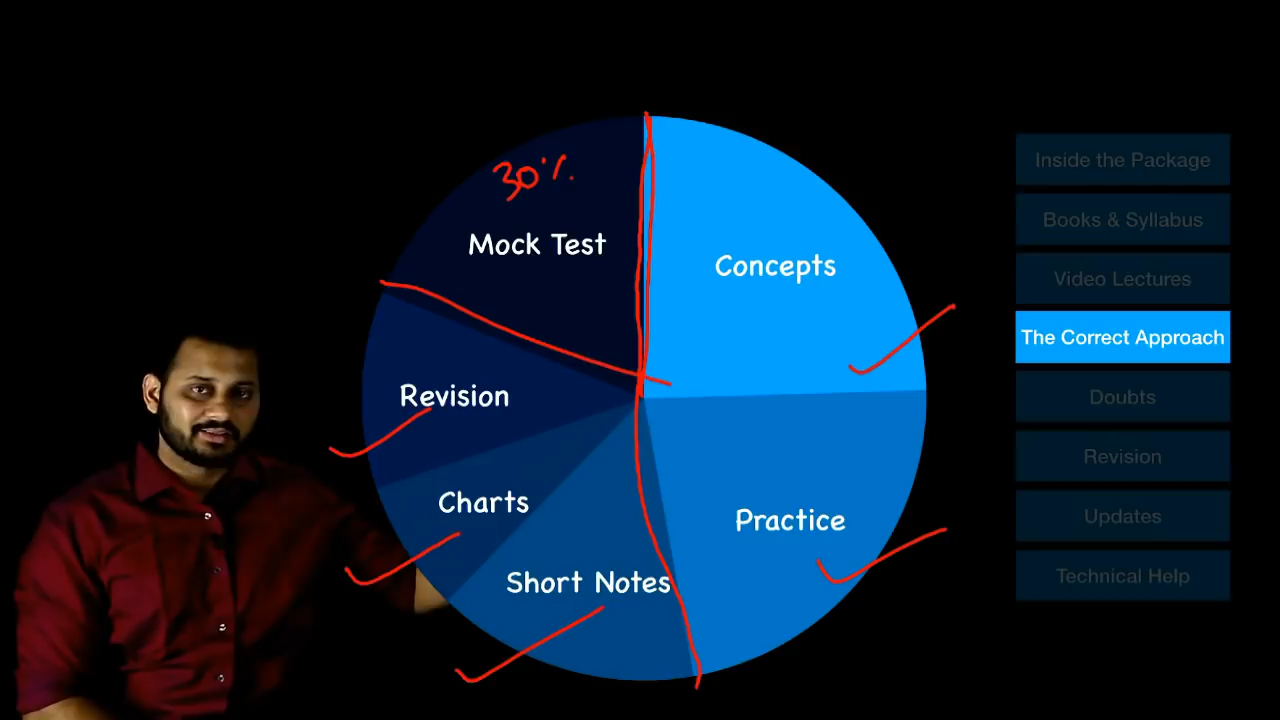 30%
Mock Test
Concepts
Revision
Charts
Practice
Short Notes
Inside the Package
Books & Syllabus
Video Lectures
The Correct Approach
Doubts
Revision
Updates
Technical Help